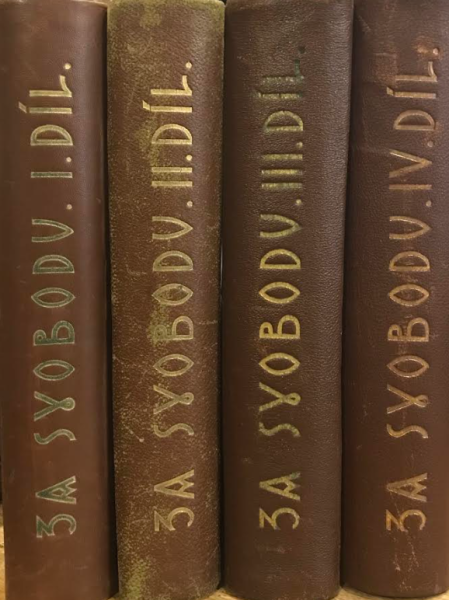 ZA SVOBODU. I. DÍL.
ZA SVOBODU. II. DÍL.
ZA SVOBODU. III. DÍL.
ZA SVOBODU. IV. DÍL.